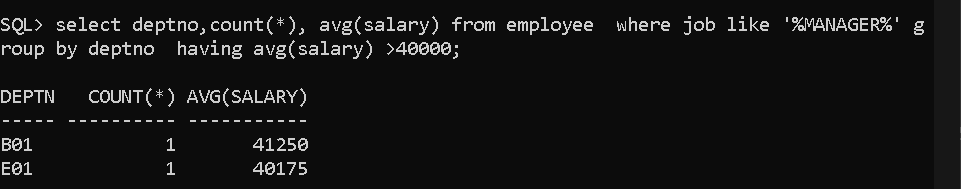 SQL> select deptno,count(*), avg(salary) from employee  where job like '%MANAGER%' g
roup by deptno  having avg(salary) >40000;
DEPTN   COUNT(*) AVG(SALARY)
----- ---------- -----------
B01            1       41250
E01            1       40175